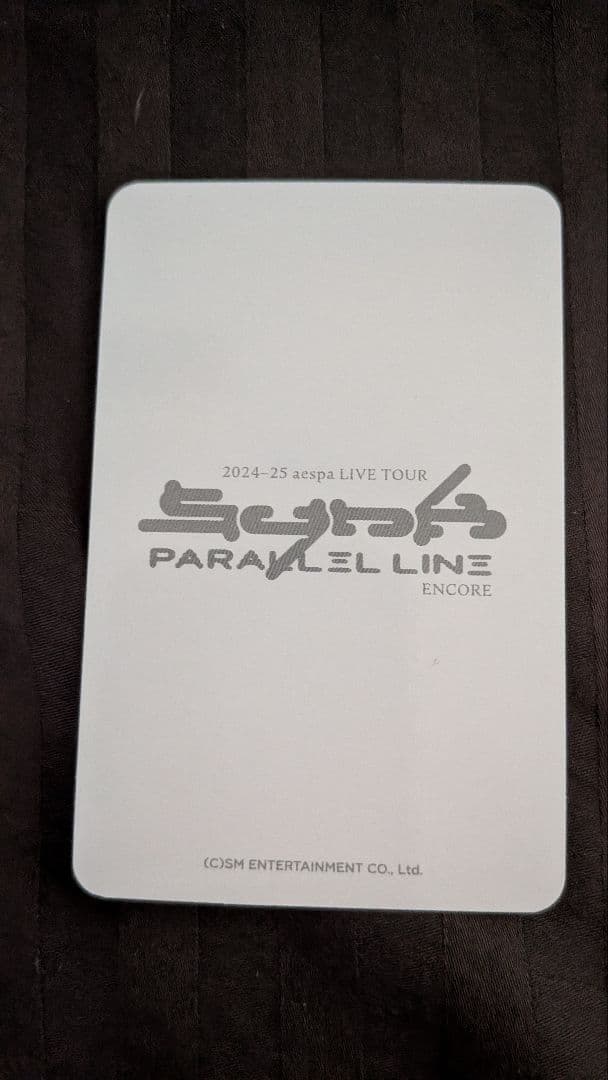 2024–25 aespa LIVE TOUR
SYNK
PARALLEL LINE
ENCORE
(C)SM ENTERTAINMENT CO., Ltd.